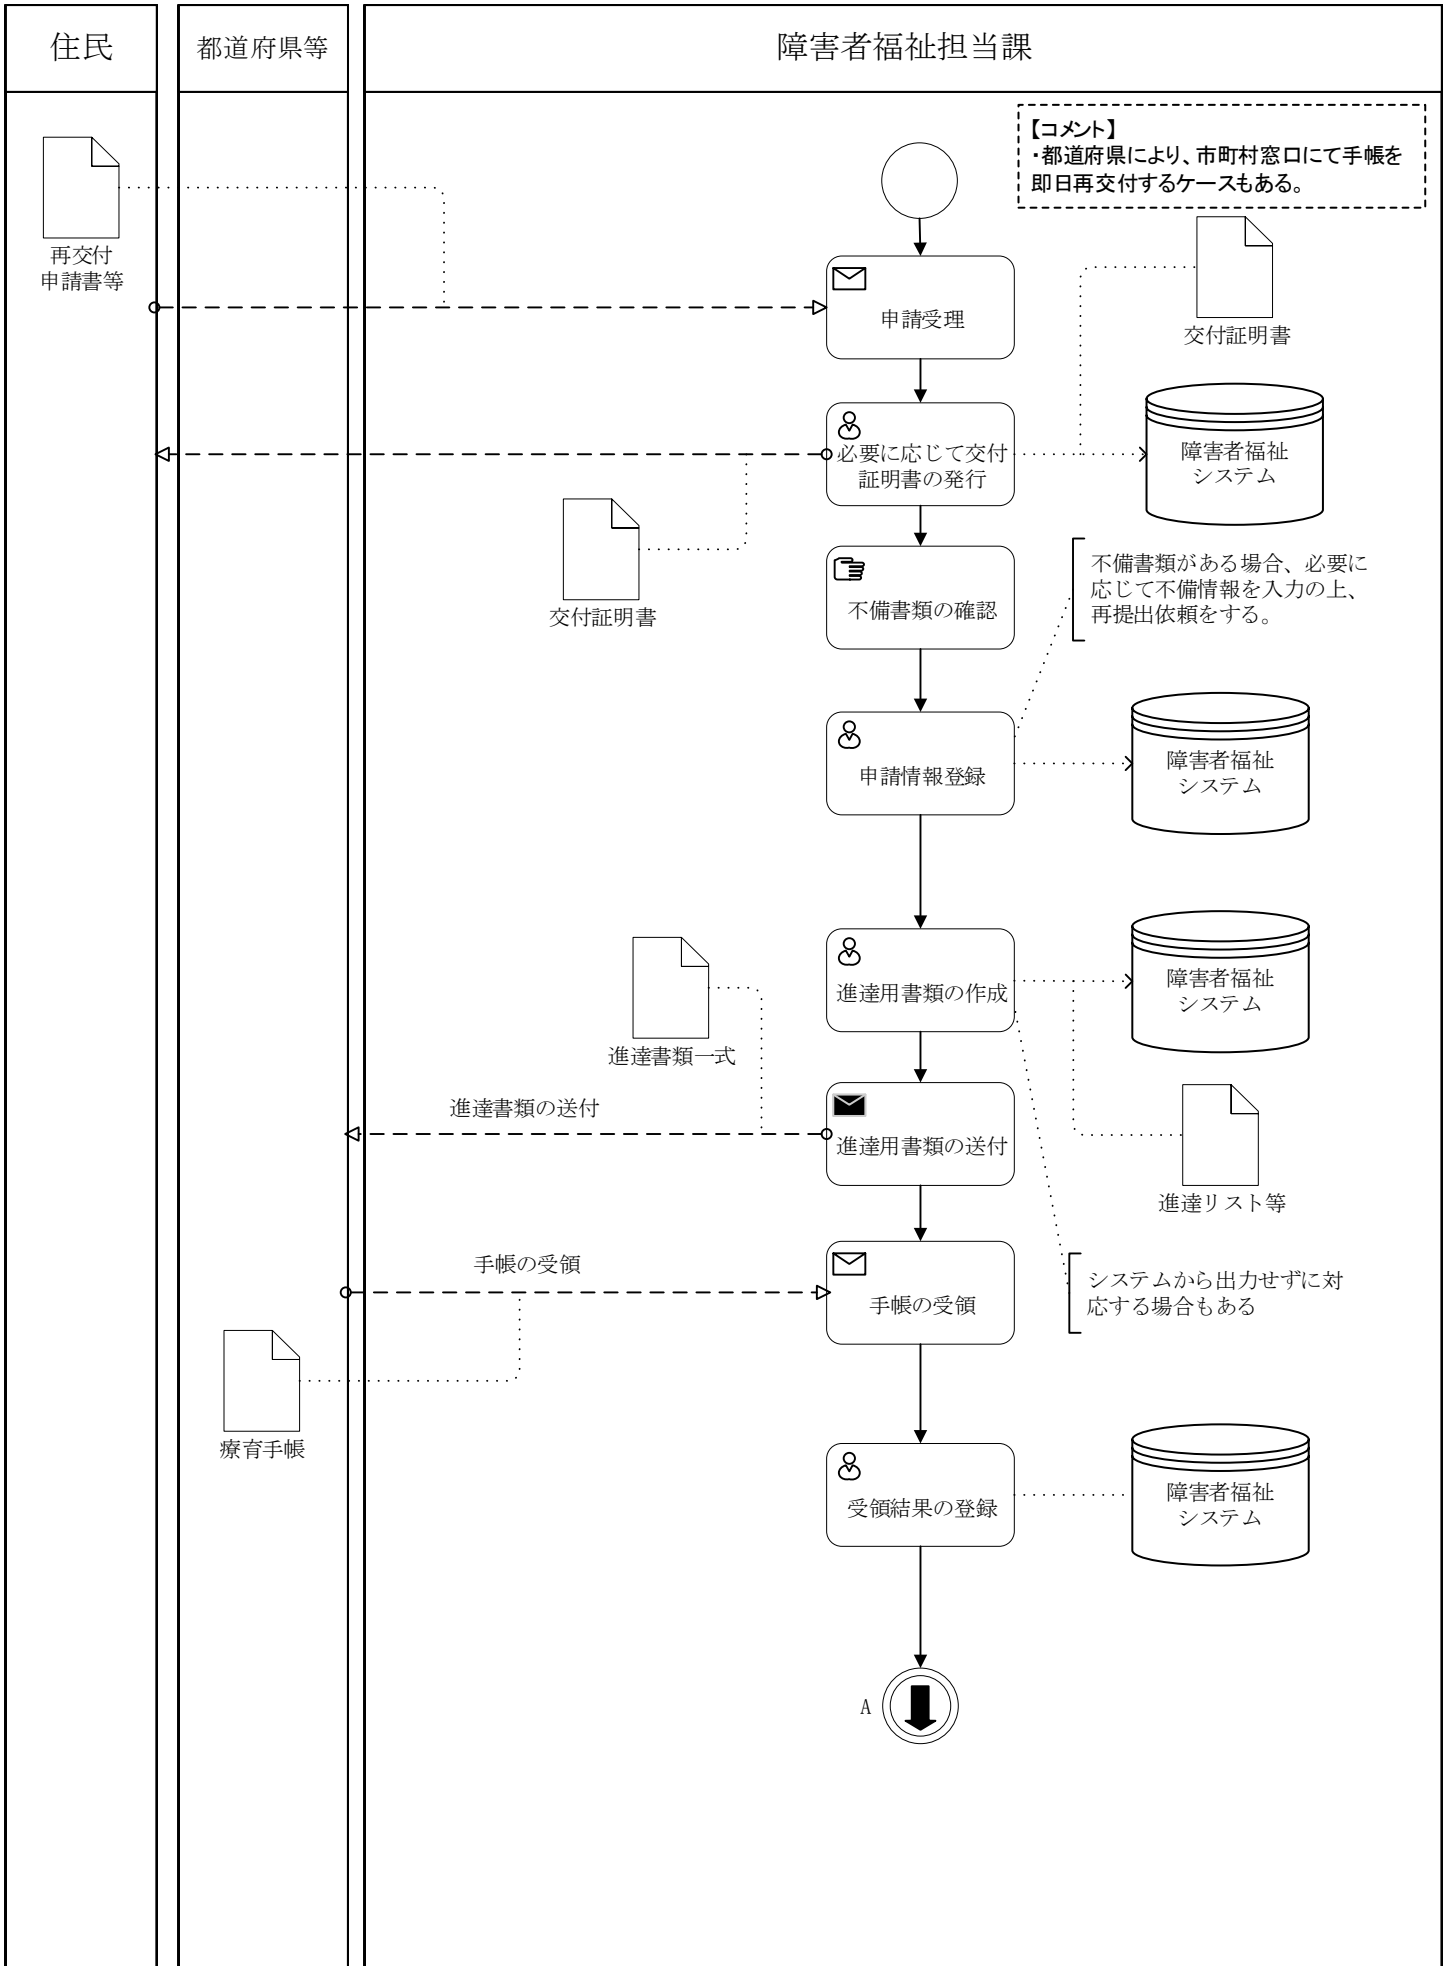 住民
都道府県等
障害者福祉担当課
【コメント】
・都道府県により、市町村窓口にて手帳を
即日再交付するケースもある。
再交付
申請書等
申請受理
交付証明書
必要に応じて交付
証明書の発行
障害者福祉
システム
交付証明書
不備書類の確認
不備書類がある場合、必要に
応じて不備情報を入力の上、
再提出依頼をする。
申請情報登録
障害者福祉
システム
進達用書類の作成
障害者福祉
システム
進達書類一式
進達書類の送付
進達用書類の送付
進達リスト等
手帳の受領
手帳の受領
システムから出力せずに対
応する場合もある
療育手帳
受領結果の登録
障害者福祉
システム
A